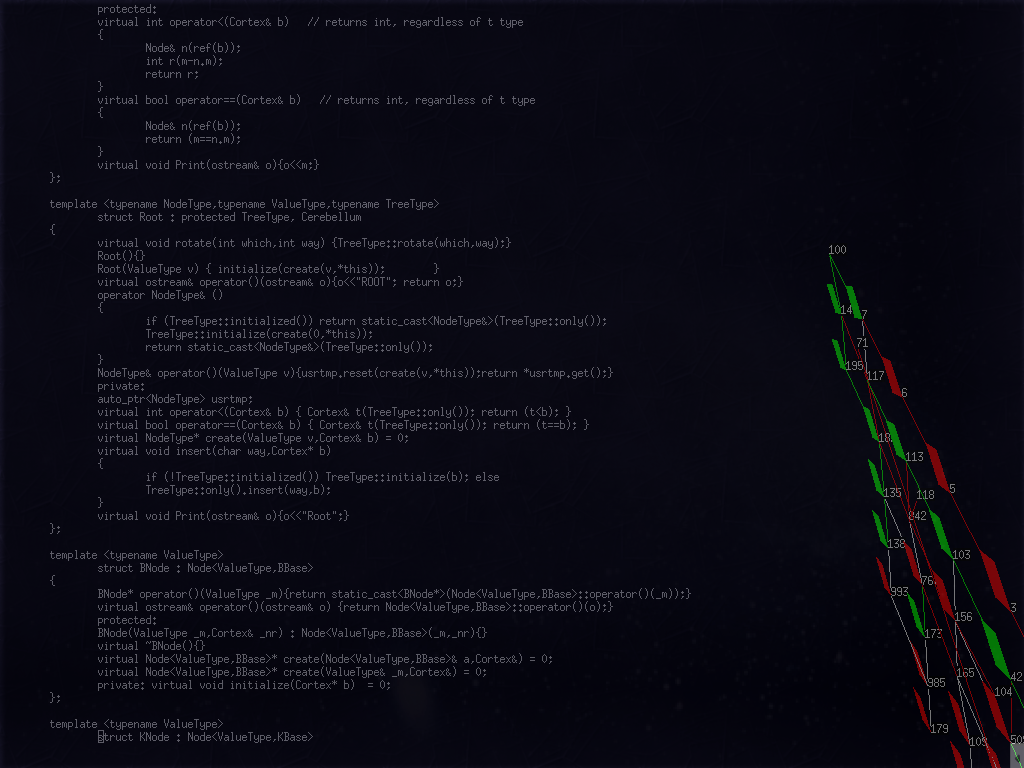 protected:
virtual int operator<(Cortex& b)   // returns int, regardless of t type
{
Node& n(ref(b));
int r(m-n.m);
return r;
}
virtual bool operator==(Cortex& b)   // returns int, regardless of t type
{
Node& n(ref(b));
return (m==n.m);
}
virtual void Print(ostream& o){o<<m;}
};
template <typename NodeType,typename ValueType,typename TreeType>
struct Root : protected TreeType, Cerebellum
{
virtual void rotate(int which,int way) {TreeType::rotate(which,way);}
Root(){}
Root(ValueType v) { initialize(create(v,*this));        }
virtual ostream& operator()(ostream& o){o<<"ROOT"; return o;}
operator NodeType& ()
{
if (TreeType::initialized()) return static_cast<NodeType&>(TreeType::only());
TreeType::initialize(create(0,*this));
return static_cast<NodeType&>(TreeType::only());
}
NodeType& operator()(ValueType v){usrtmp.reset(create(v,*this));return *usrtmp.get();}
private:
auto_ptr<NodeType> usrtmp;
virtual int operator<(Cortex& b) { Cortex& t(TreeType::only()); return (t<b); }
virtual bool operator==(Cortex& b) { Cortex& t(TreeType::only()); return (t==b); }
virtual NodeType* create(ValueType v,Cortex& b) = 0;
virtual void insert(char way,Cortex* b)
{
if (!TreeType::initialized()) TreeType::initialize(b); else
TreeType::only().insert(way,b);
}
virtual void Print(ostream& o){o<<"Root";}
};
template <typename ValueType>
struct BNode : Node<ValueType,BBase>
{
BNode* operator()(ValueType _m){return static_cast<BNode*>(Node<ValueType,BBase>::operator()(_m));}
virtual ostream& operator()(ostream& o) {return Node<ValueType,BBase>::operator()(o);}
protected:
BNode(ValueType _m,Cortex& _nr) : Node<ValueType,BBase>(_m,_nr){}
virtual ~BNode(){}
virtual Node<ValueType,BBase>* create(Node<ValueType,BBase>& a,Cortex&) = 0;
virtual Node<ValueType,BBase>* create(ValueType& _m,Cortex&) = 0;
private: virtual void initialize(Cortex* b)  = 0;
};
template <typename ValueType>
struct KNode : Node<ValueType,KBase>
100
14
7
71
195
117
6
18
113
135
118
5
842
138
103
76
993
3
156
173
165
985
42
104
179
109
50